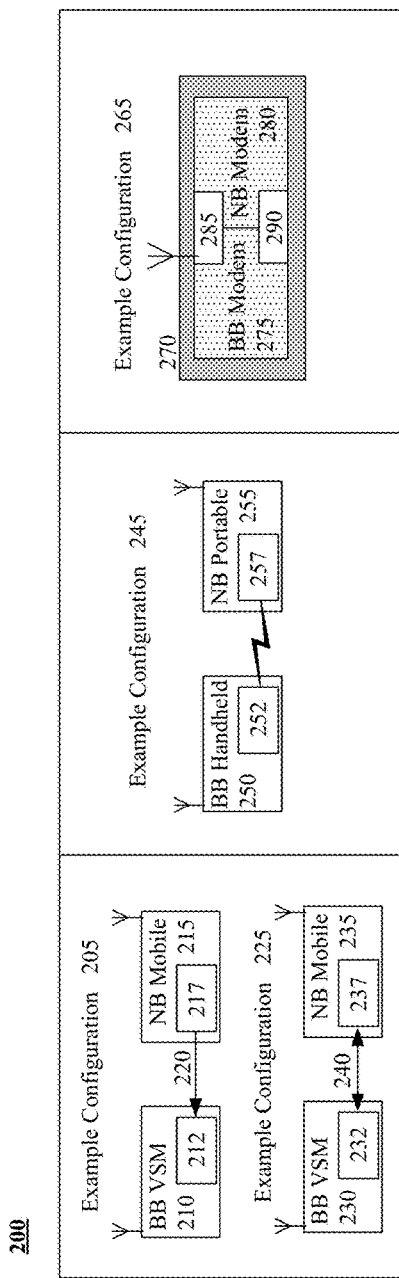 200
Example Configuration 205
BB VSM
210
212
220
NB Mobile
215
217
Example Configuration 225
BB VSM
230
232
240
NB Mobile
235
237
Example Configuration 245
BB Handheld
250
252
NB Portable
255
257
Example Configuration 265
270
285
BB Modem
275
NB Modem
280
290